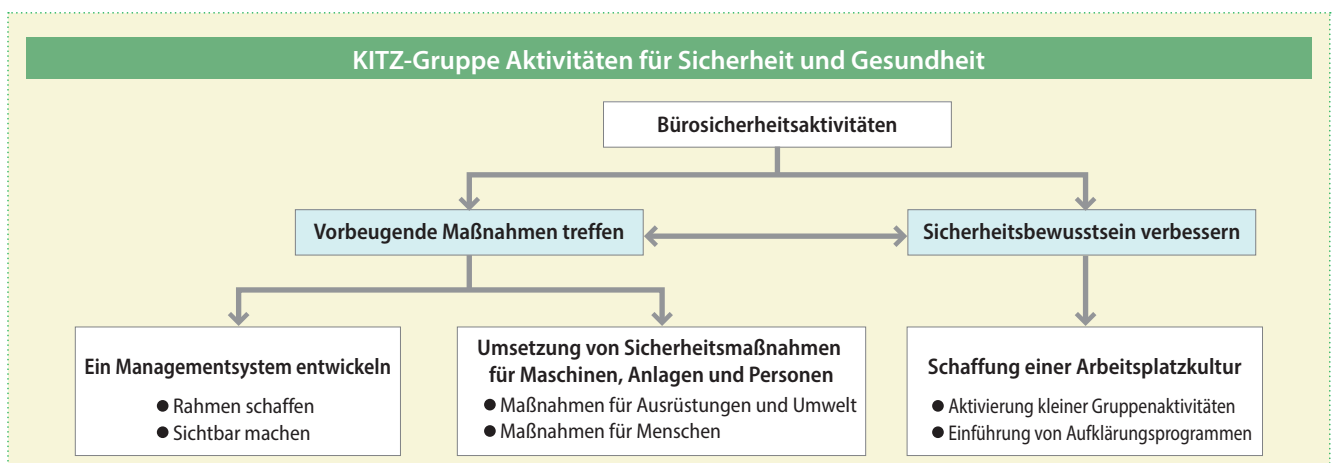 KITZ-Gruppe Aktivitäten für Sicherheit und Gesundheit
Bürosicherheitsaktivitäten
Vorbeugende Maßnahmen treffen
Sicherheitsbewusstsein verbessern
Ein Managementsystem entwickeln
● Rahmen schaffen
● Sichtbar machen
Umsetzung von Sicherheitsmaßnahmen
für Maschinen, Anlagen und Personen
● Maßnahmen für Ausrüstungen und Umwelt
● Maßnahmen für Menschen
Schaffung einer Arbeitsplatzkultur
● Aktivierung kleiner Gruppenaktivitäten
● Einführung von Aufklärungsprogrammen